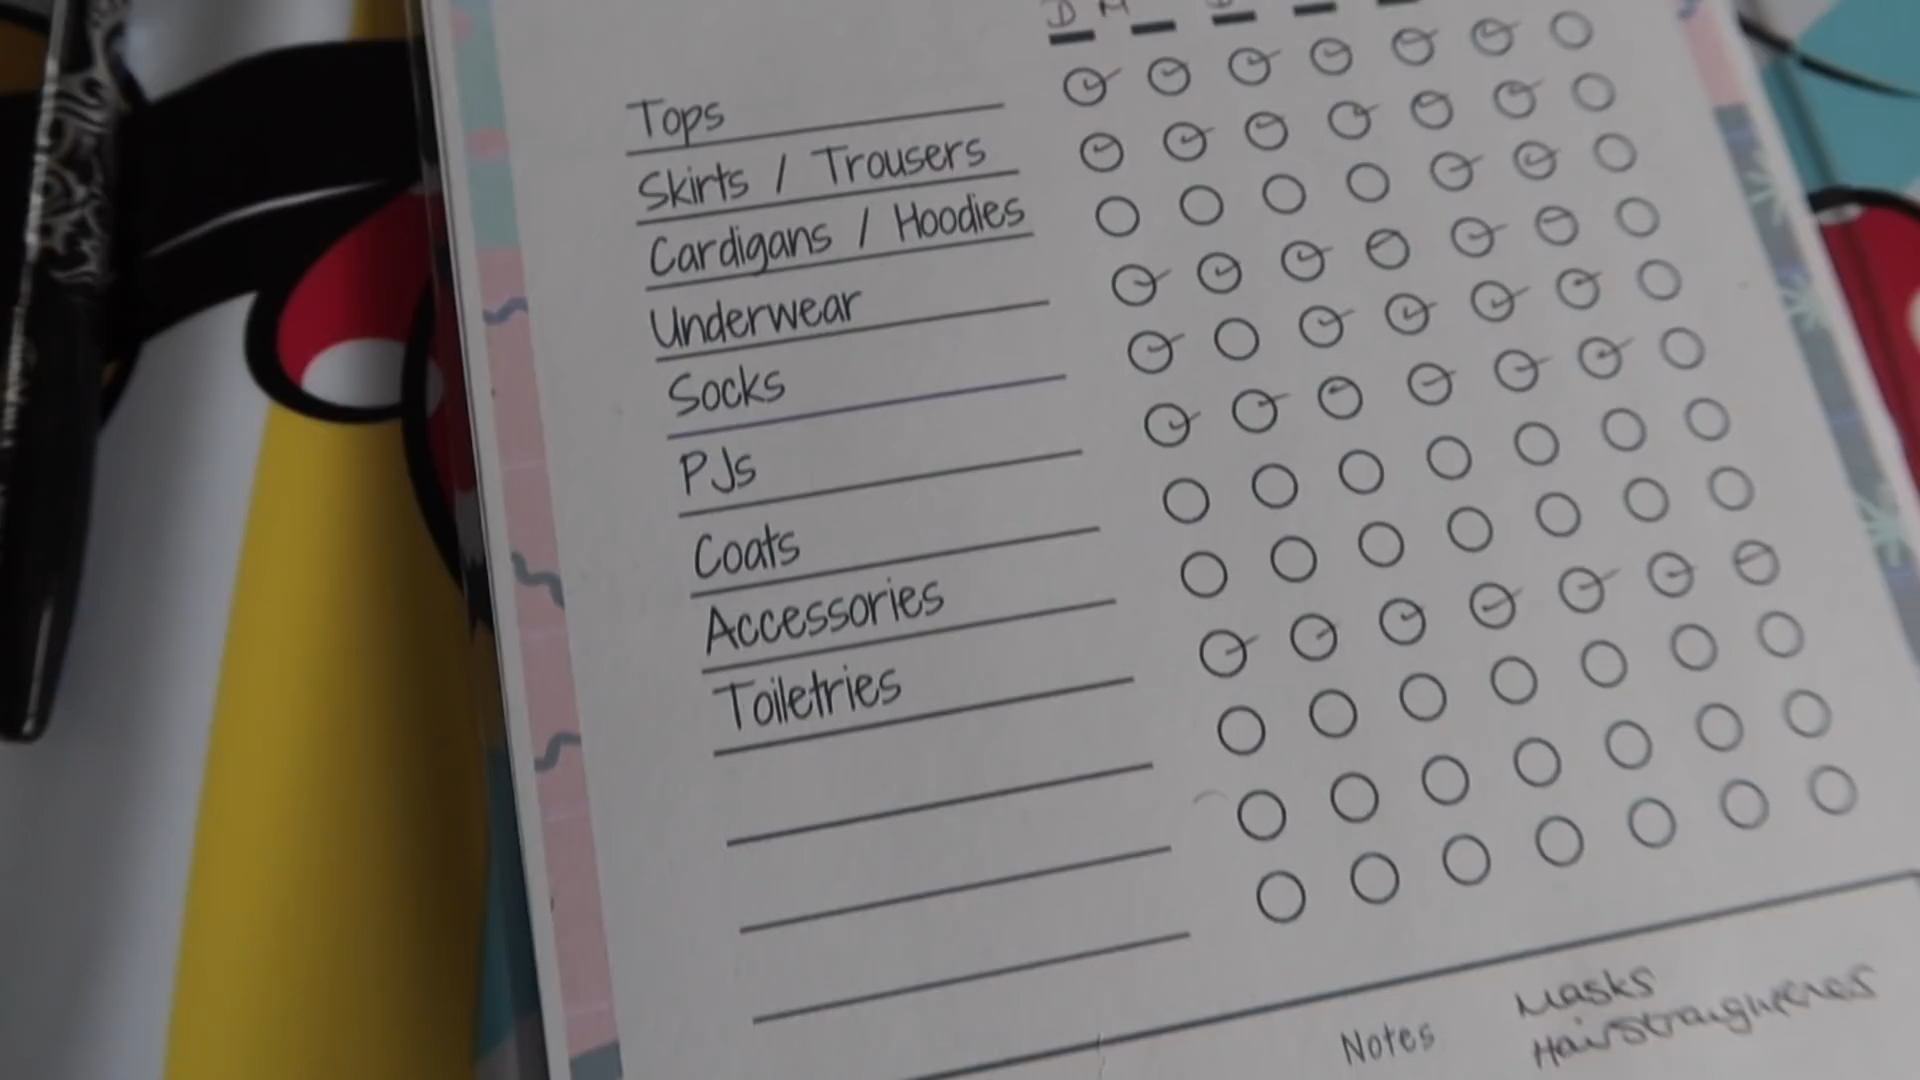 D M
Tops
Skirts / Trousers
Cardigans / Hoodies
Underwear
Socks
PJs
Coats
Accessories
Toiletries
Notes
Masks
Hairstraighteners